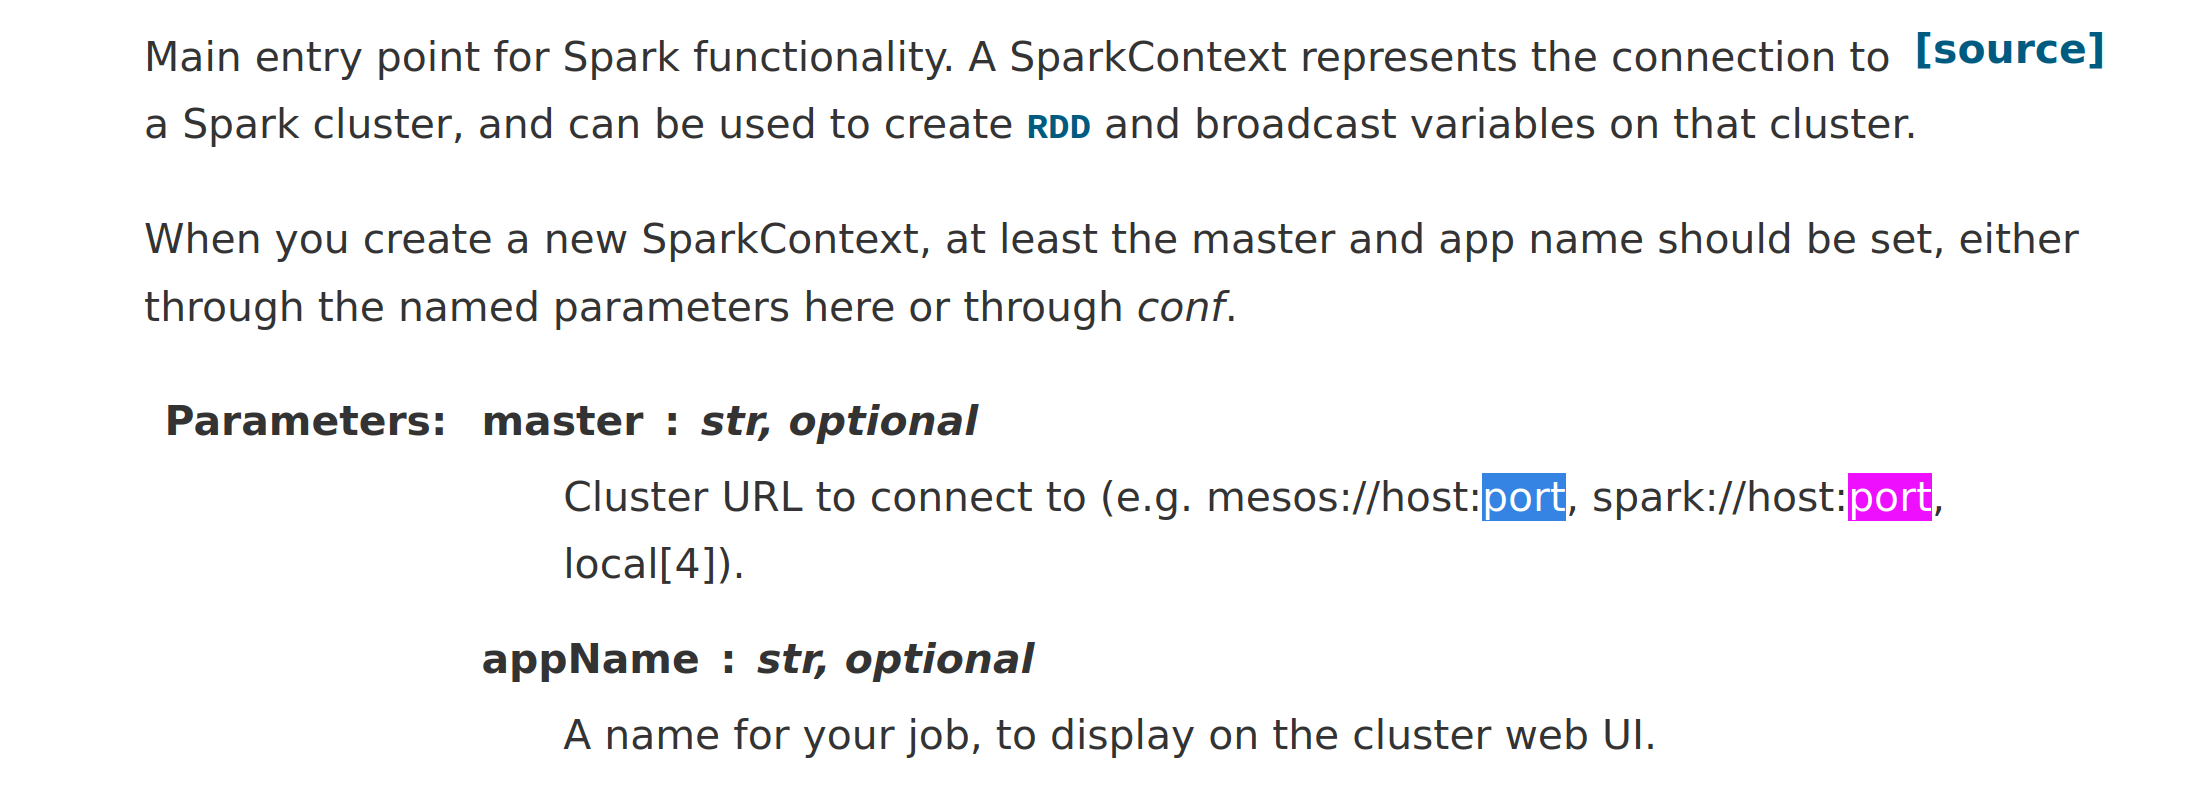 Main entry point for Spark functionality. A SparkContext represents the connection to [source]
a Spark cluster, and can be used to create RDD and broadcast variables on that cluster.
When you create a new SparkContext, at least the master and app name should be set, either
through the named parameters here or through conf.
Parameters: master : str, optional
Cluster URL to connect to (e.g. mesos://host:port, spark://host:port,
local[4]).
appName : str, optional
A name for your job, to display on the cluster web UI.